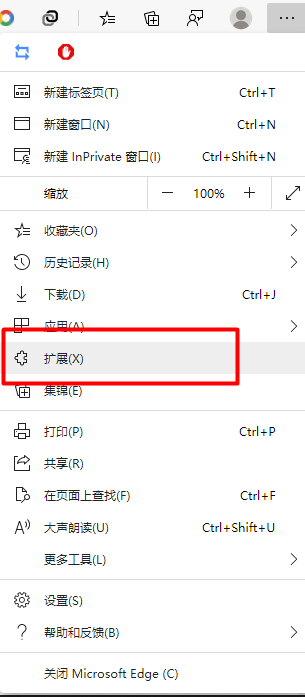 新建标签页(T) Ctrl+T
新建窗口(N) Ctrl+N
新建 InPrivate 窗口(I) Ctrl+Shift+N
缩放 — 100% +
收藏夹(O)
历史记录(H)
下载(D) Ctrl+J
应用(A)
扩展(X)
集锦(E)
打印(P) Ctrl+P
共享(R)
在页面上查找(F) Ctrl+F
大声朗读(U) Ctrl+Shift+U
更多工具(L)
设置(S)
帮助和反馈(B)
关闭 Microsoft Edge (C)